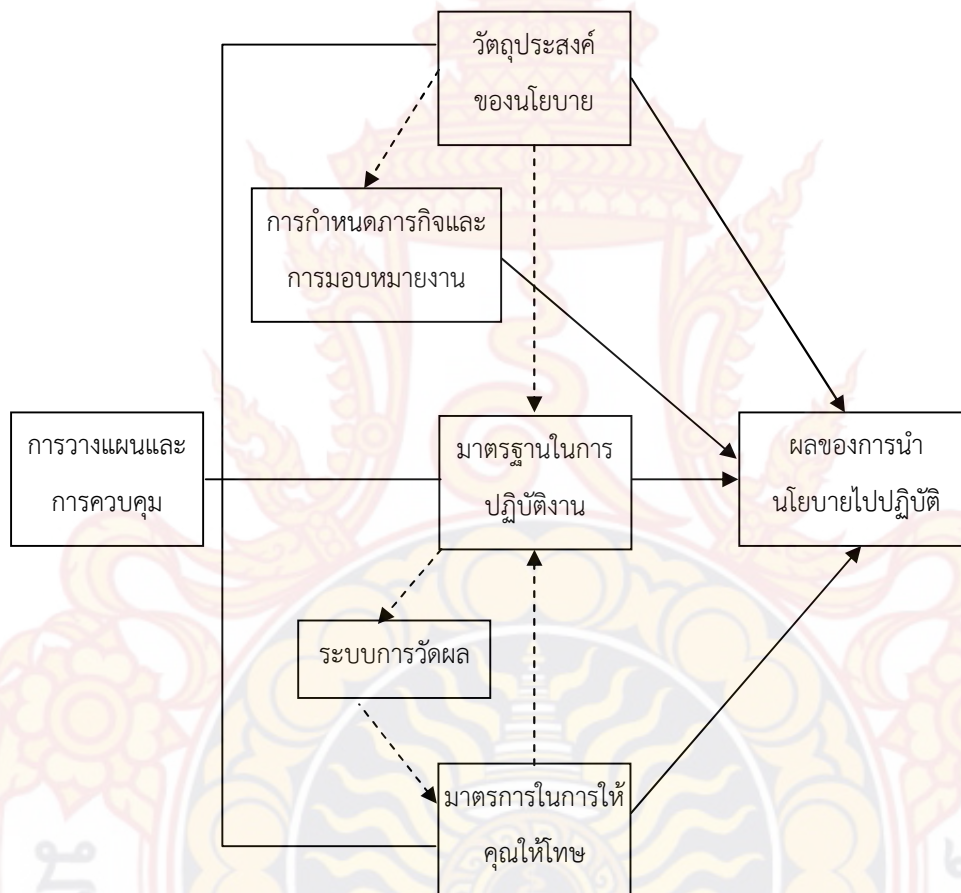 วัตถุประสงค์
ของนโยบาย
การกำหนดภารกิจและ
การมอบหมายงาน
การวางแผนและ
การควบคุม
มาตรฐานในการ
ปฏิบัติงาน
ผลของการนำ
นโยบายไปปฏิบัติ
ระบบการวัดผล
มาตรการในการให้
คุณให้โทษ